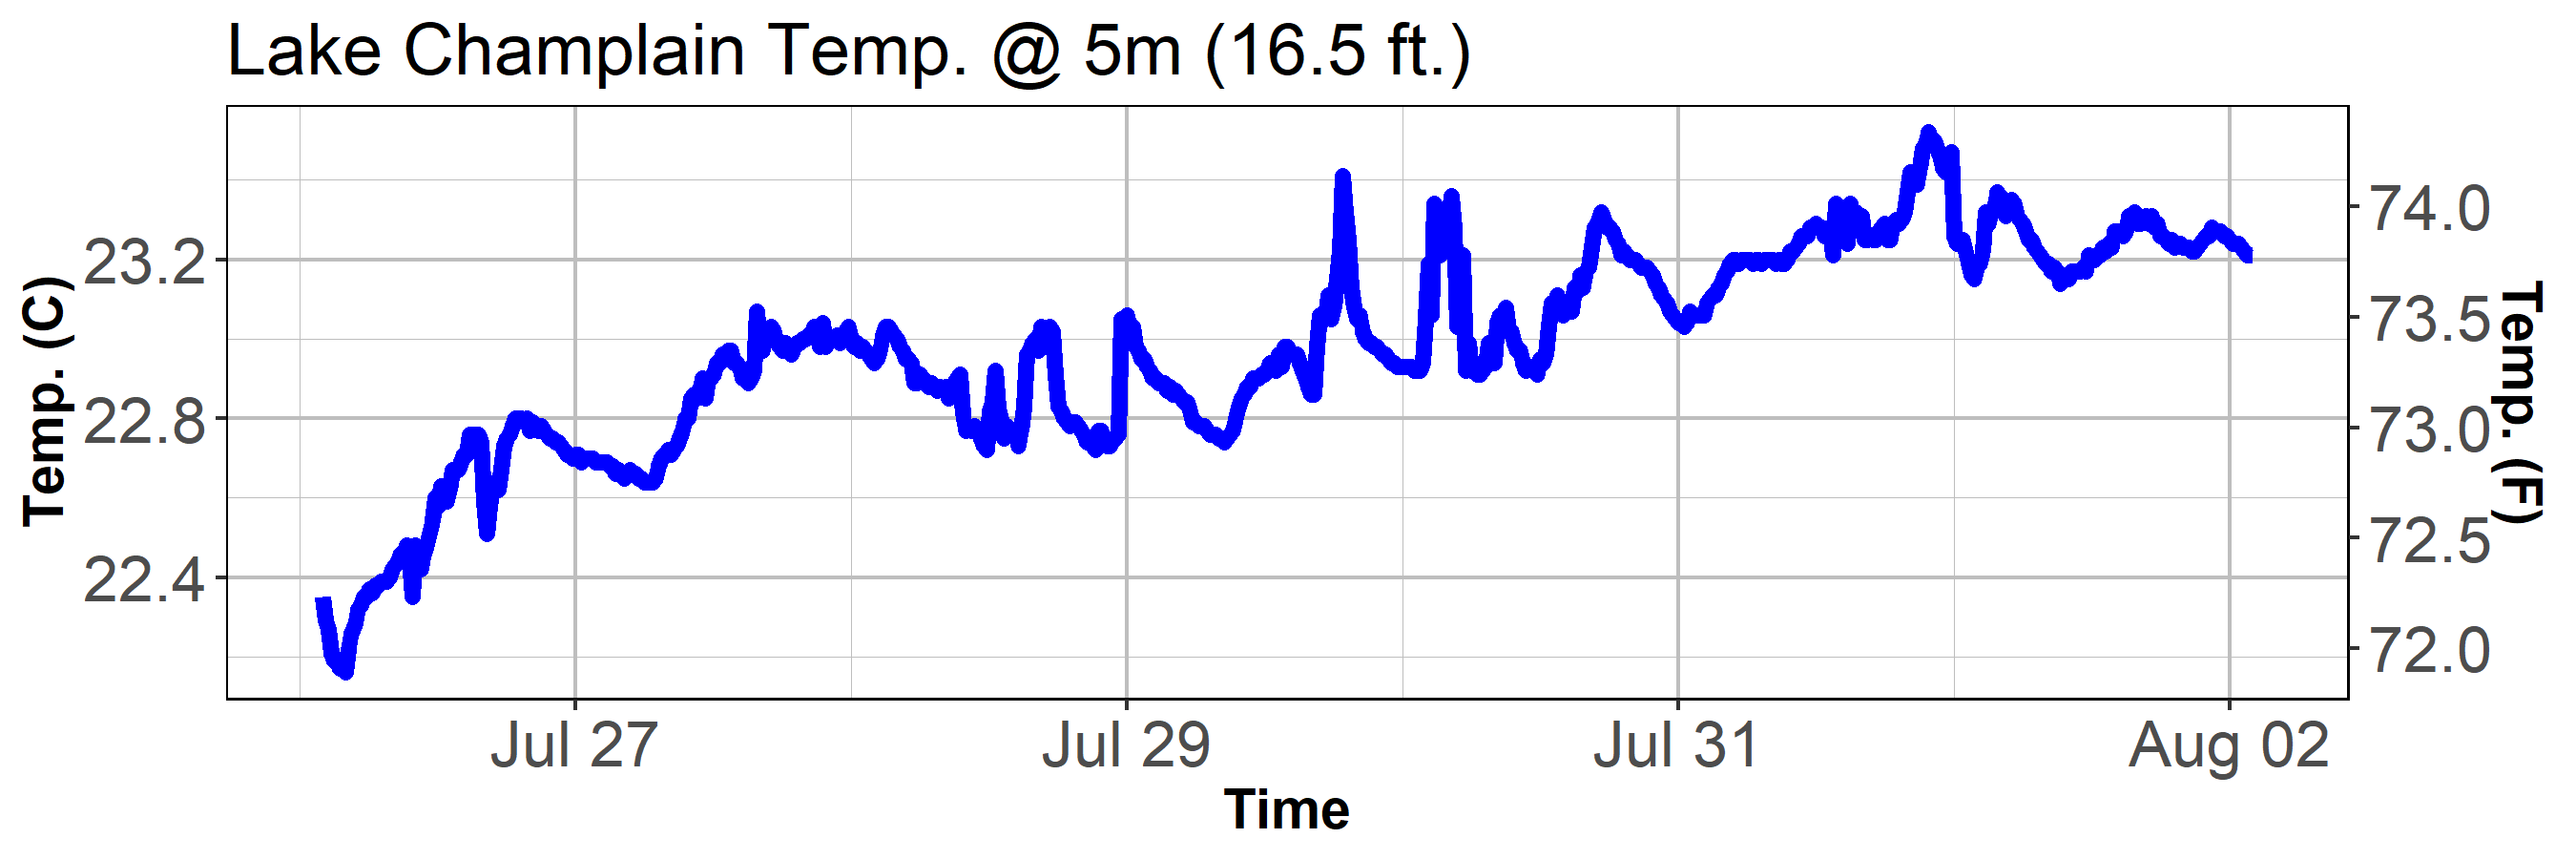 Lake Champlain Temp. @ 5m (16.5 ft.)
Temp. (C)
23.2
22.8
22.4
74.0
73.5
73.0
72.5
72.0
Temp. (F)
Jul 27
Jul 29
Jul 31
Aug 02
Time